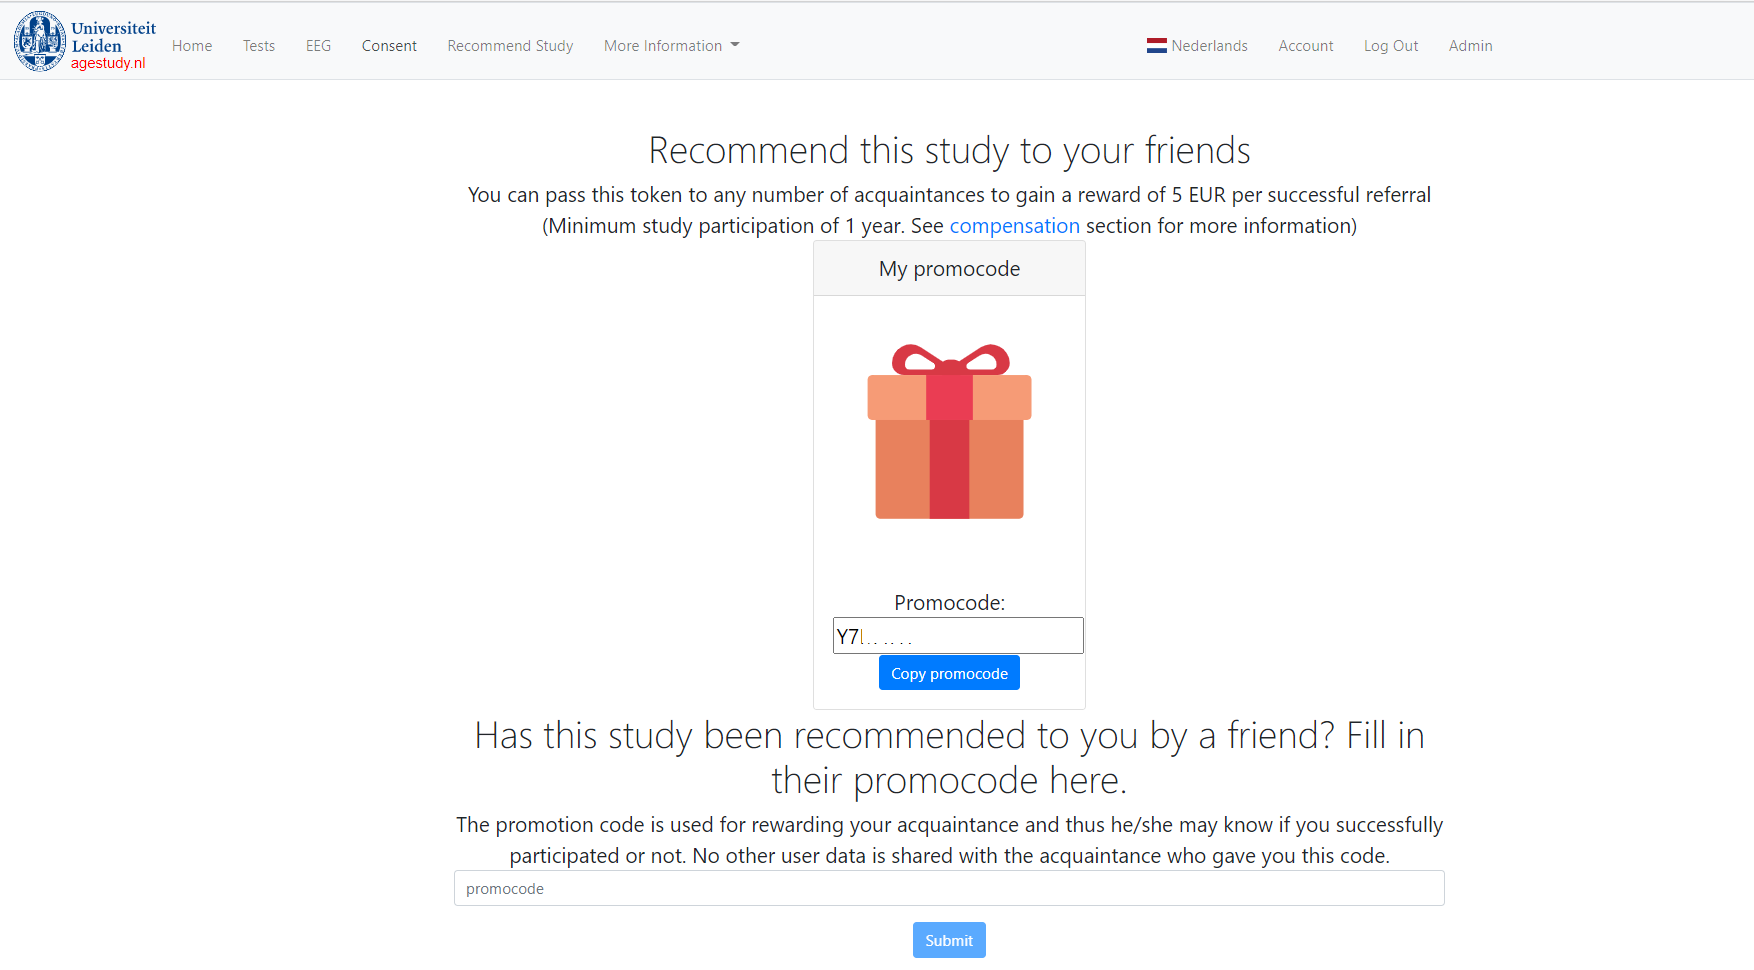 Universiteit
Leiden
agestudy.nl
Home
Tests
EEG
Consent
Recommend Study
More Information
Nederlands
Account
Log Out
Admin
Recommend this study to your friends
You can pass this token to any number of acquaintances to gain a reward of 5 EUR per successful referral
(Minimum study participation of 1 year. See compensation section for more information)
My promocode
Promocode:
Y7
Copy promocode
Has this study been recommended to you by a friend? Fill in
their promocode here.
The promotion code is used for rewarding your acquaintance and thus he/she may know if you successfully
participated or not. No other user data is shared with the acquaintance who gave you this code.
promocode
Submit